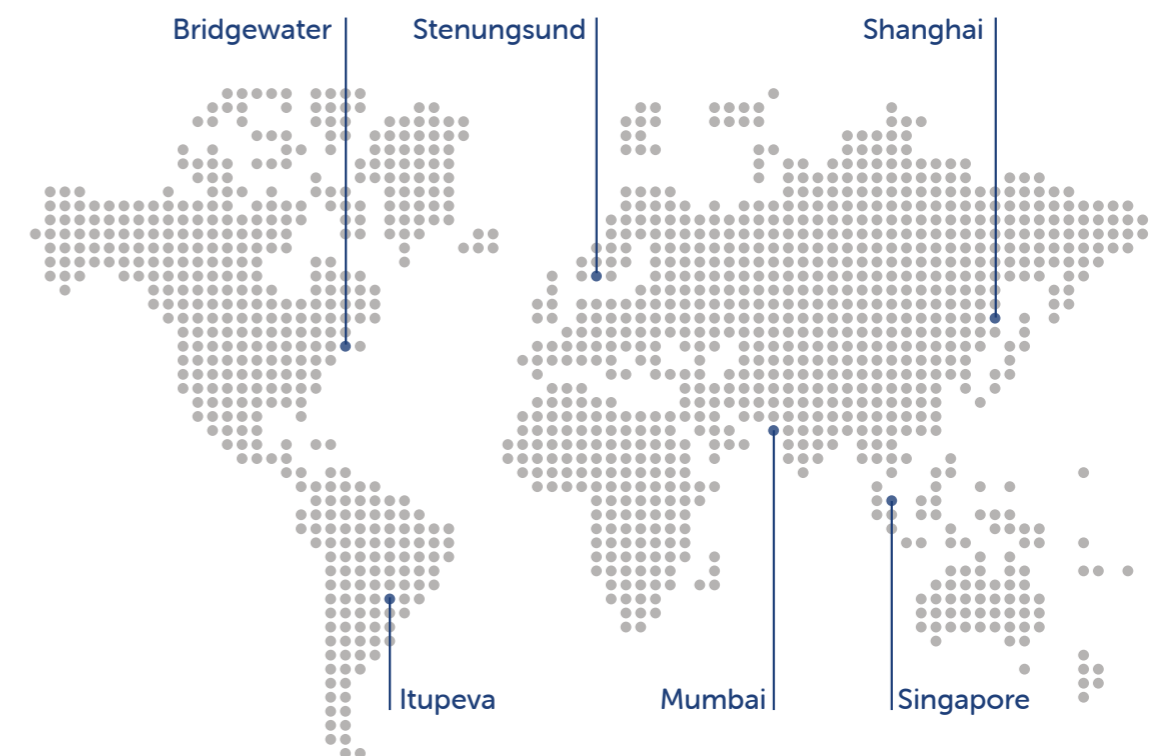 Bridgewater
Stenungsund
Shanghai
Itupeva
Mumbai
Singapore